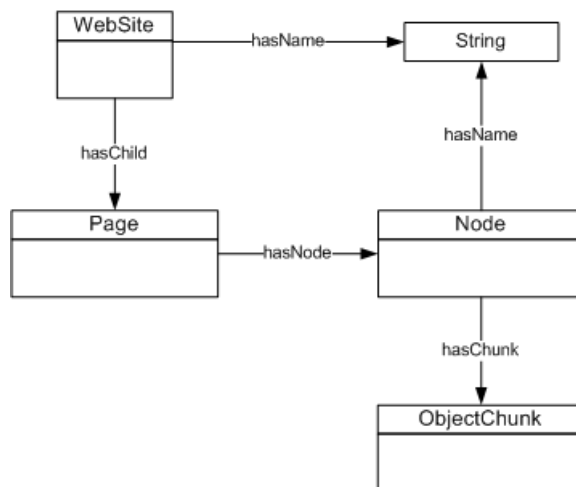 WebSite
hasName
String
hasChild
hasName
Page
hasNode
Node
hasChunk
ObjectChunk